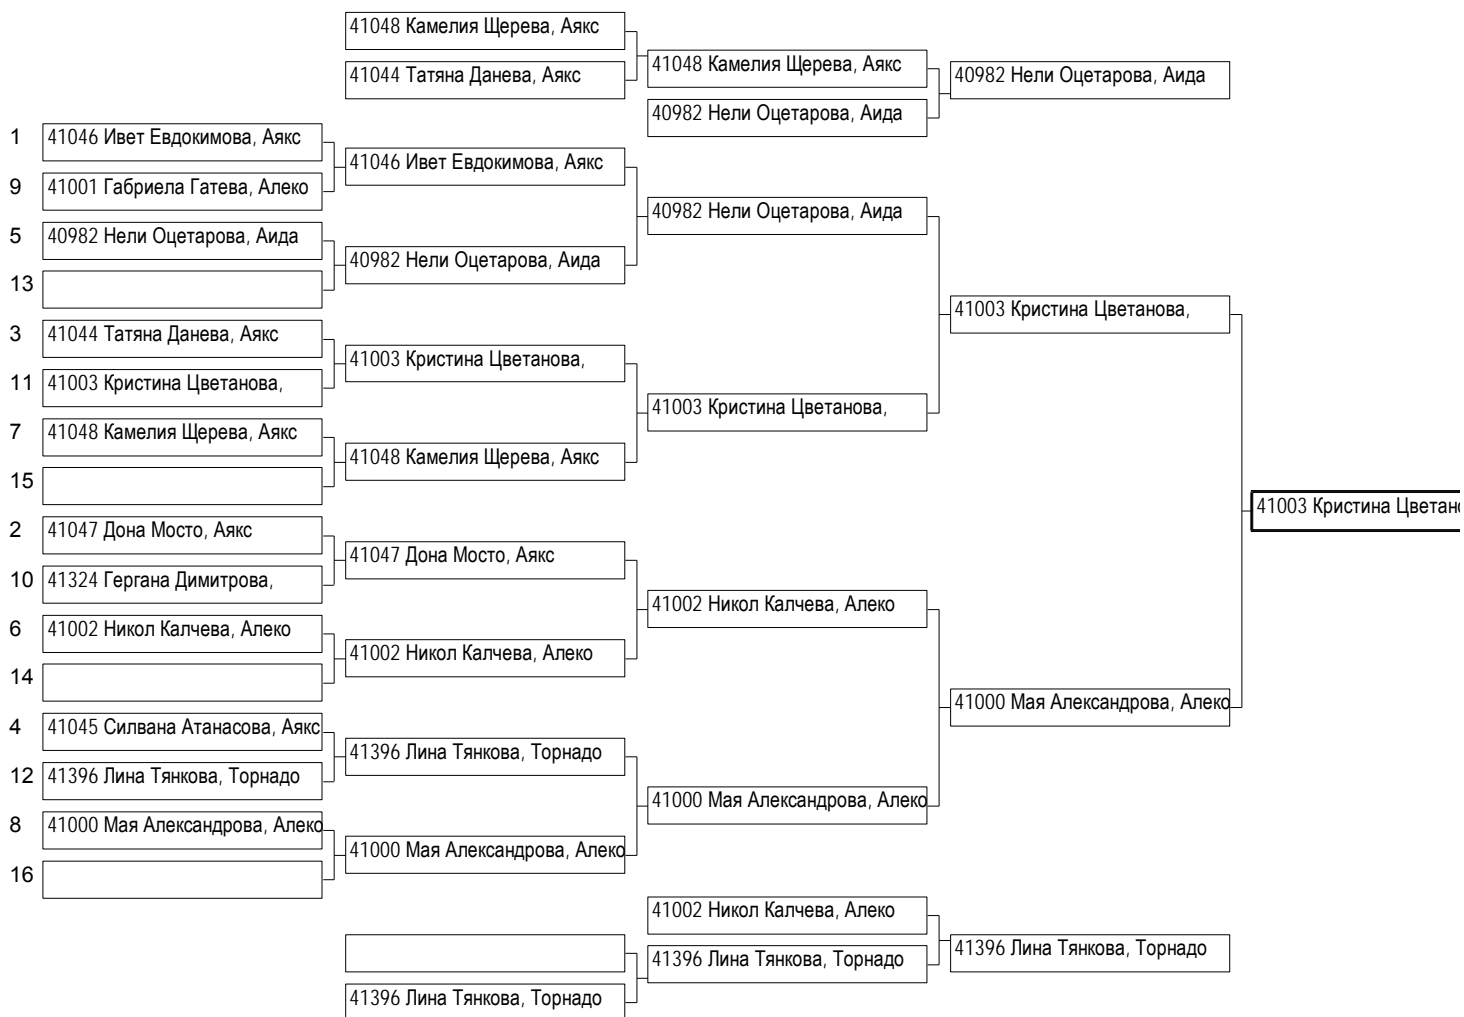 41048 Камелия Щерева, Аякс
41044 Татяна Данева, Аякс
41048 Камелия Щерева, Аякс
40982 Нели Оцетарова, Аида
40982 Нели Оцетарова, Аида
1 41046 Ивет Евдокимова, Аякс
9 41001 Габриела Гатева, Алеко
5 40982 Нели Оцетарова, Аида
13
3 41044 Татяна Данева, Аякс
11 41003 Кристина Цветанова,
7 41048 Камелия Щерева, Аякс
15
2 41047 Дона Мосто, Аякс
10 41324 Гергана Димитрова,
6 41002 Никол Калчева, Алеко
14
4 41045 Силвана Атанасова, Аякс
12 41396 Лина Тянкова, Торнадо
8 41000 Мая Александрова, Алеко
16
41046 Ивет Евдокимова, Аякс
40982 Нели Оцетарова, Аида
41003 Кристина Цветанова,
41048 Камелия Щерева, Аякс
41047 Дона Мосто, Аякс
41002 Никол Калчева, Алеко
41396 Лина Тянкова, Торнадо
41000 Мая Александрова, Алеко
40982 Нели Оцетарова, Аида
41003 Кристина Цветанова,
41002 Никол Калчева, Алеко
41000 Мая Александрова, Алеко
41003 Кристина Цветанова,
41000 Мая Александрова, Алеко
41003 Кристина Цветано
41002 Никол Калчева, Алеко
41396 Лина Тянкова, Торнадо
41396 Лина Тянкова, Торнадо
41396 Лина Тянкова, Торнадо